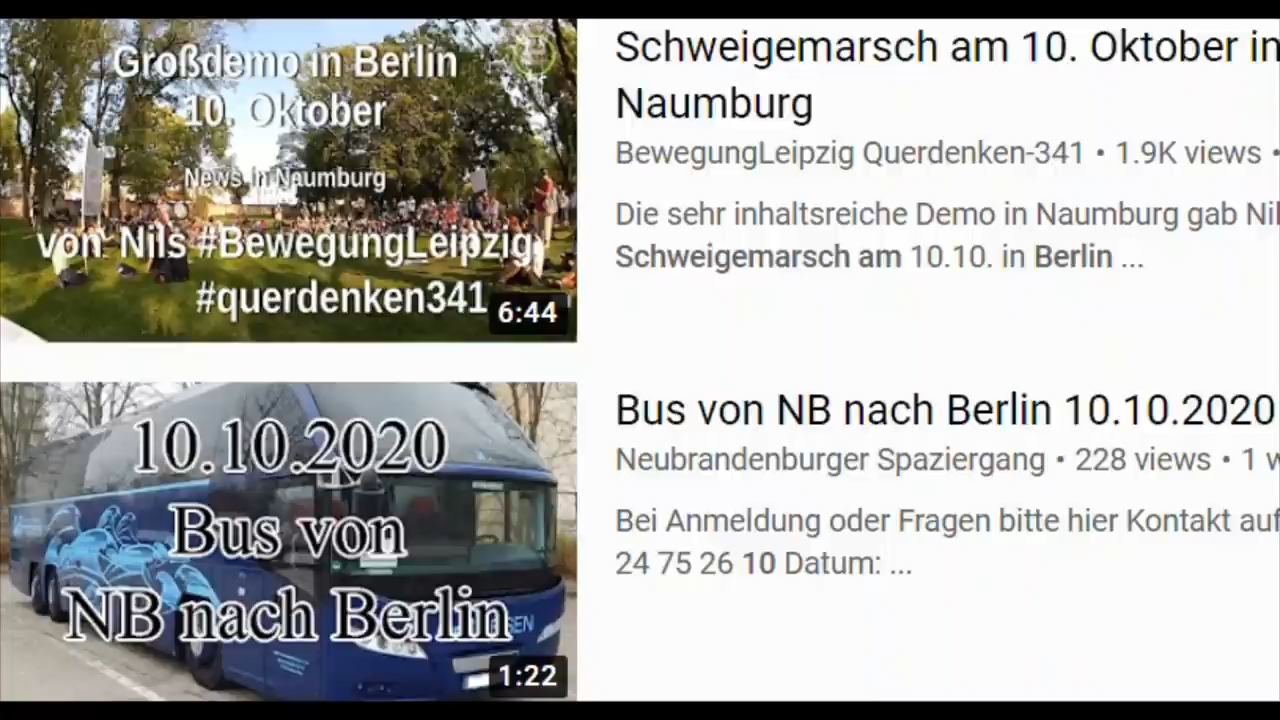 Großdemo in Berlin
10. Oktober
News in Naumburg
von Nils #BewegungLeipzig
#querdenken341
6:44
Schweigemarsch am 10. Oktober in
Naumburg
BewegungLeipzig Querdenken-341 • 1.9K views •
Die sehr inhaltsreiche Demo in Naumburg gab Nil
Schweigemarsch am 10.10. in Berlin ...
10.10.2020
Bus von
NB nach Berlin
1:22
Bus von NB nach Berlin 10.10.2020
Neubrandenburger Spaziergang • 228 views • 1 w
Bei Anmeldung oder Fragen bitte hier Kontakt auf
24 75 26 10 Datum: ...